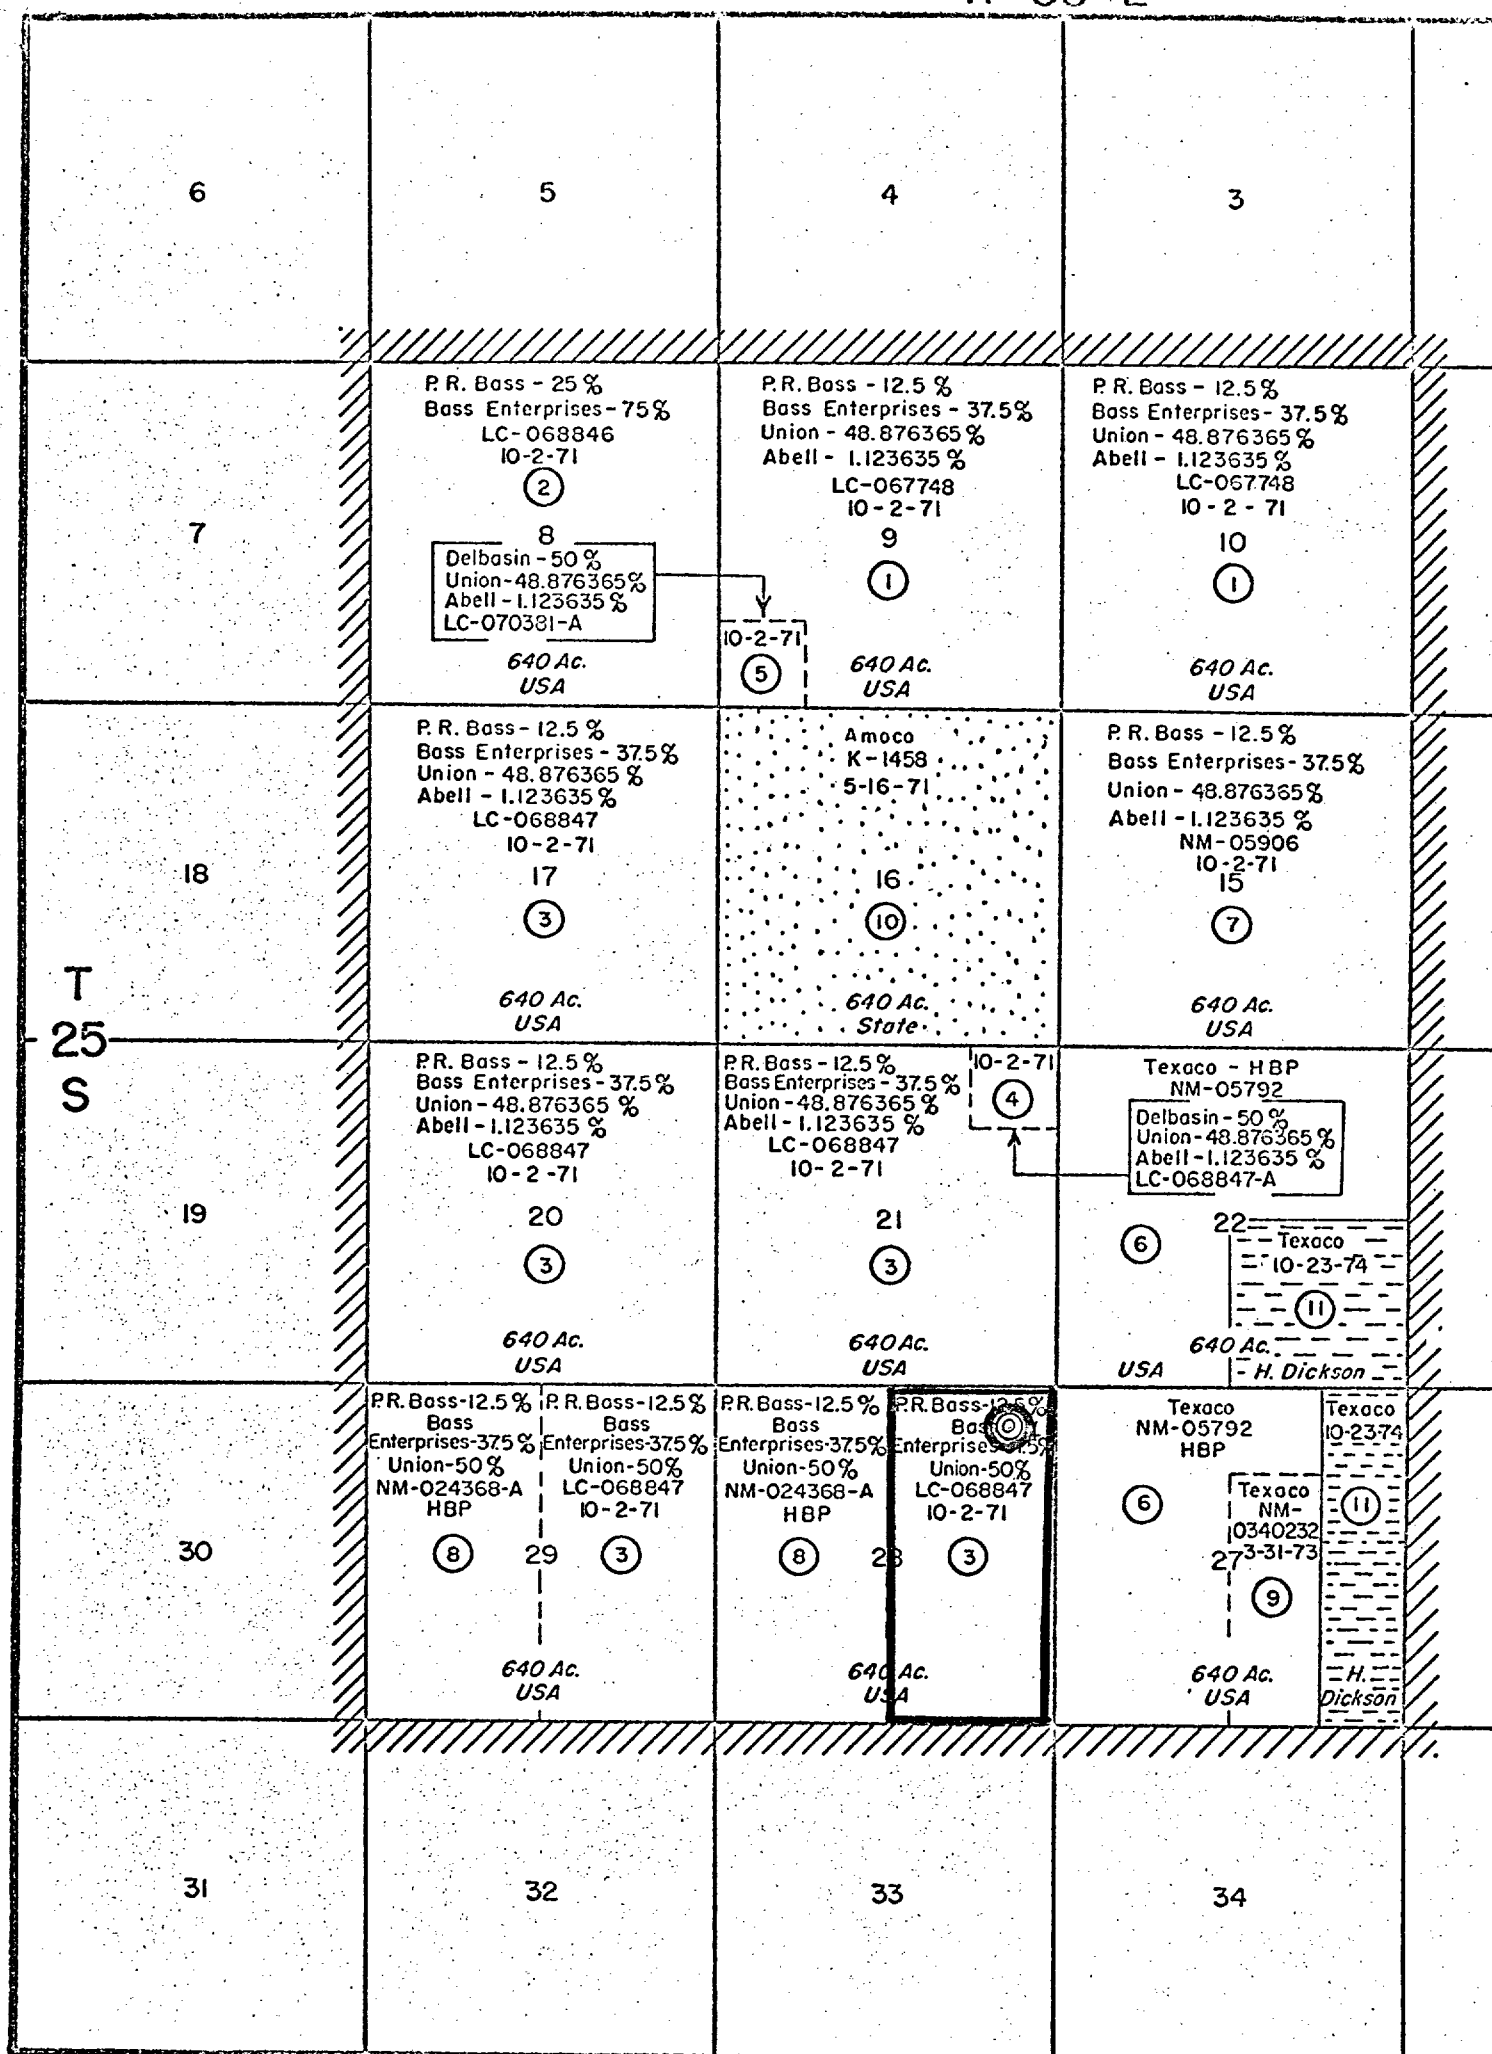 6
5
4
3
P. R. Bass - 25 %
Bass Enterprises - 75%
LC-068846
10-2-71
2
8
Delbasin - 50 %
Union - 48.876365%
Abell - 1.123635 %
LC-070381-A
640 Ac.
USA
P. R. Bass - 12.5 %
Bass Enterprises - 37.5%
Union - 48.876365 %
Abell - 1.123635 %
LC-067748
10-2-71
9
1
10-2-71
5
640 Ac.
USA
P. R. Bass - 12.5 %
Bass Enterprises - 37.5%
Union - 48.876365 %
Abell - 1.123635 %
LC-067748
10 - 2 - 71
10
1
640 Ac.
USA
7
P. R. Bass - 12.5 %
Bass Enterprises - 37.5%
Union - 48.876365 %
Abell - 1.123635 %
LC-068847
10-2-71
17
3
640 Ac.
USA
Amoco
K-1458
5-16-71
16
10
640 Ac.
State
P. R. Bass - 12.5 %
Bass Enterprises - 37.5%
Union - 48.876365%
Abell - 1.123635 %
NM-05906
10-2-71
15
7
640 Ac.
USA
18
T
25
S
P.R. Bass - 12.5 %
Bass Enterprises - 37.5%
Union - 48.876365 %
Abell - 1.123635 %
LC-068847
10-2-71
20
3
640 Ac.
USA
P.R. Bass - 12.5 %
Bass Enterprises - 37.5 %
Union - 48.876365 %
Abell - 1.123635 %
LC-068847
10-2-71
10-2-71
4
21
3
640 Ac.
USA
Texaco - HBP
NM-05792
Delbasin - 50 %
Union - 48.876365 %
Abell - 1.123635 %
LC-068847-A
22
6
Texaco
10-23-74
11
640 Ac.
USA
H. Dickson
19
P.R. Bass-12.5 %
Bass
Enterprises-37.5 %
Union-50%
NM-024368-A
HBP
8
29
P.R. Bass-12.5%
Bass
Enterprises-37.5%
Union-50%
LC-068847
10-2-71
3
640 Ac.
USA
P.R. Bass-12.5 %
Bass
Enterprises-37.5%
Union-50%
NM-024368-A
HBP
8
28
P.R. Bass-12.5%
Enterprises
Union-50%
LC-068847
10-2-71
3
640 Ac.
USA
Texaco
NM-05792
HBP
6
27
Texaco
NM-
0340232
3-31-73
9
640 Ac.
USA
Texaco
10-23-74
11
H.
Dickson
30
31
32
33
34